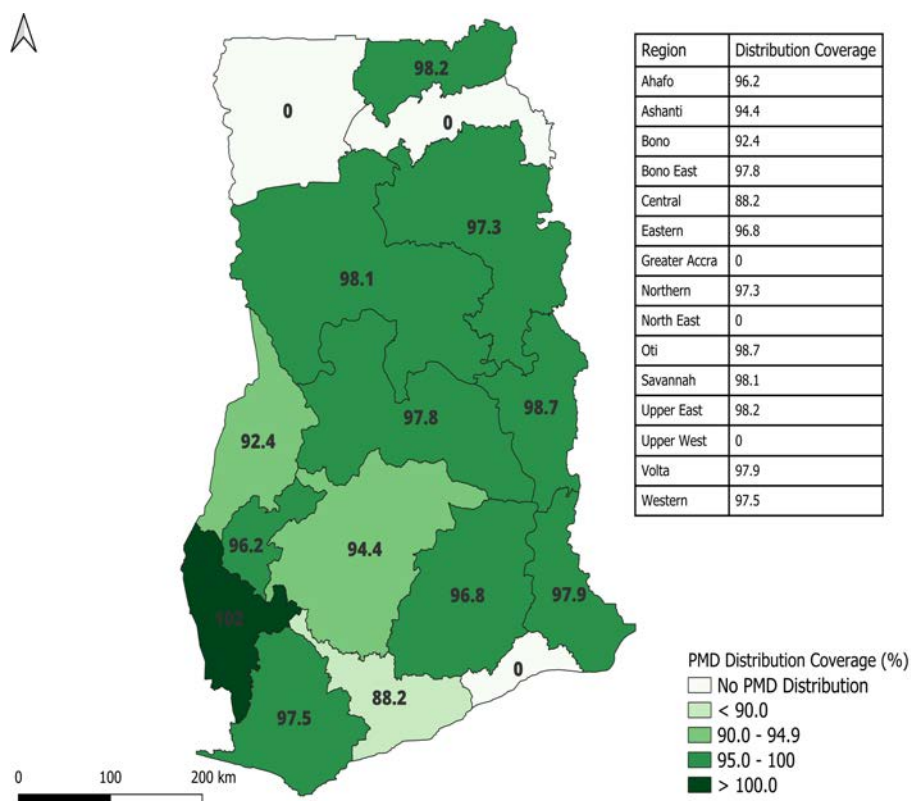 Region Distribution Coverage
Ahafo 96.2
Ashanti 94.4
Bono 92.4
Bono East 97.8
Central 88.2
Eastern 96.8
Greater Accra 0
Northern 97.3
North East 0
Oti 98.7
Savannah 98.1
Upper East 98.2
Upper West 0
Volta 97.9
Western 97.5
98.2
0
0
97.3
98.1
98.7
97.8
92.4
96.2
94.4
96.8
97.9
102
0
88.2
97.5
PMD Distribution Coverage (%)
No PMD Distribution
< 90.0
90.0 - 94.9
95.0 - 100
> 100.0
0 100 200 km